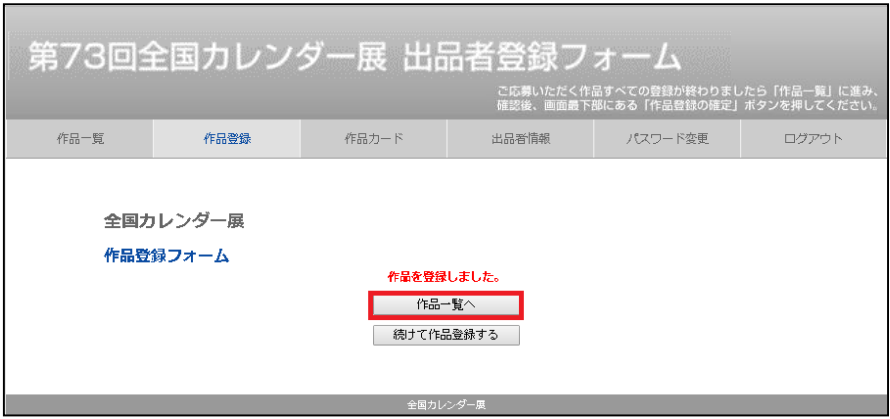 第73回全国カレンダー展 出品者登録フォーム
ご応募いただく作品すべての登録が終わりましたら「作品一覧」に進み、
確認後、画面最下部にある「作品登録の確定」ボタンを押してください。
作品一覧 作品登録 作品カード 出品者情報 パスワード変更 ログアウト
全国カレンダー展
作品登録フォーム
作品を登録しました。
作品一覧へ
続けて作品登録する
全国カレンダー展